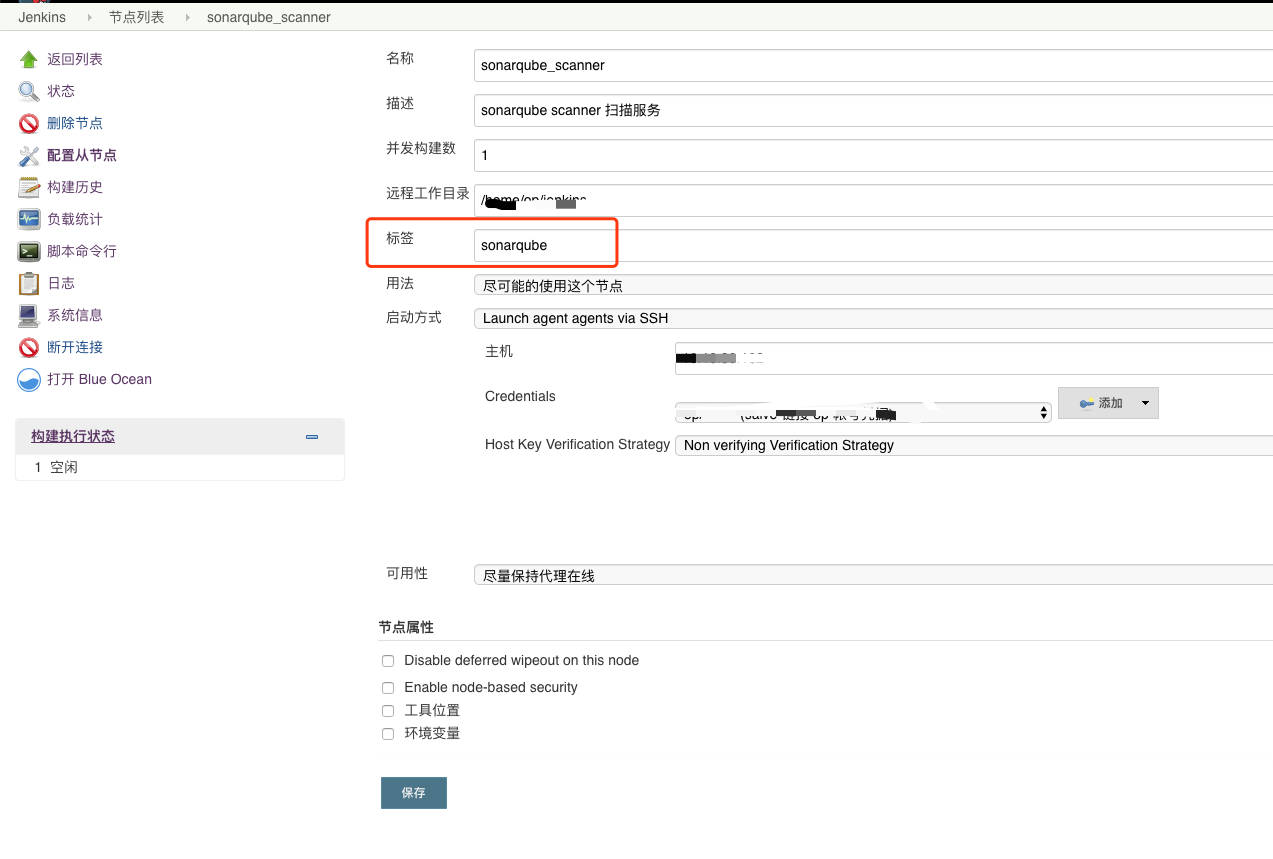 Jenkins 节点列表 sonarqube_scanner
返回列表
状态
删除节点
配置从节点
构建历史
负载统计
脚本命令行
日志
系统信息
断开连接
打开 Blue Ocean
构建执行状态
1 空闲
名称 sonarqube_scanner
描述 sonarqube scanner 扫描服务
并发构建数 1
远程工作目录
标签 sonarqube
用法 尽可能的使用这个节点
启动方式 Launch agent agents via SSH
主机
Credentials 添加
Host Key Verification Strategy Non verifying Verification Strategy
可用性 尽量保持代理在线
节点属性
Disable deferred wipeout on this node
Enable node-based security
工具位置
环境变量
保存